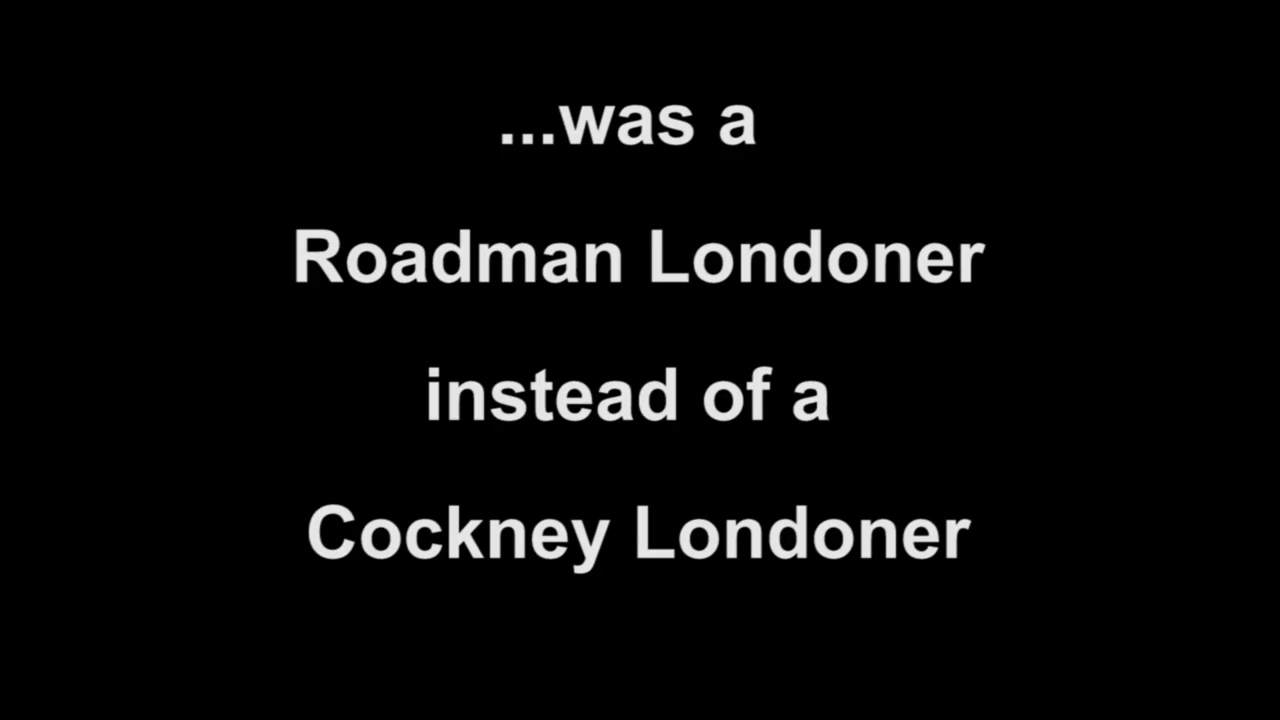 ...was a
Roadman Londoner
instead of a
Cockney Londoner